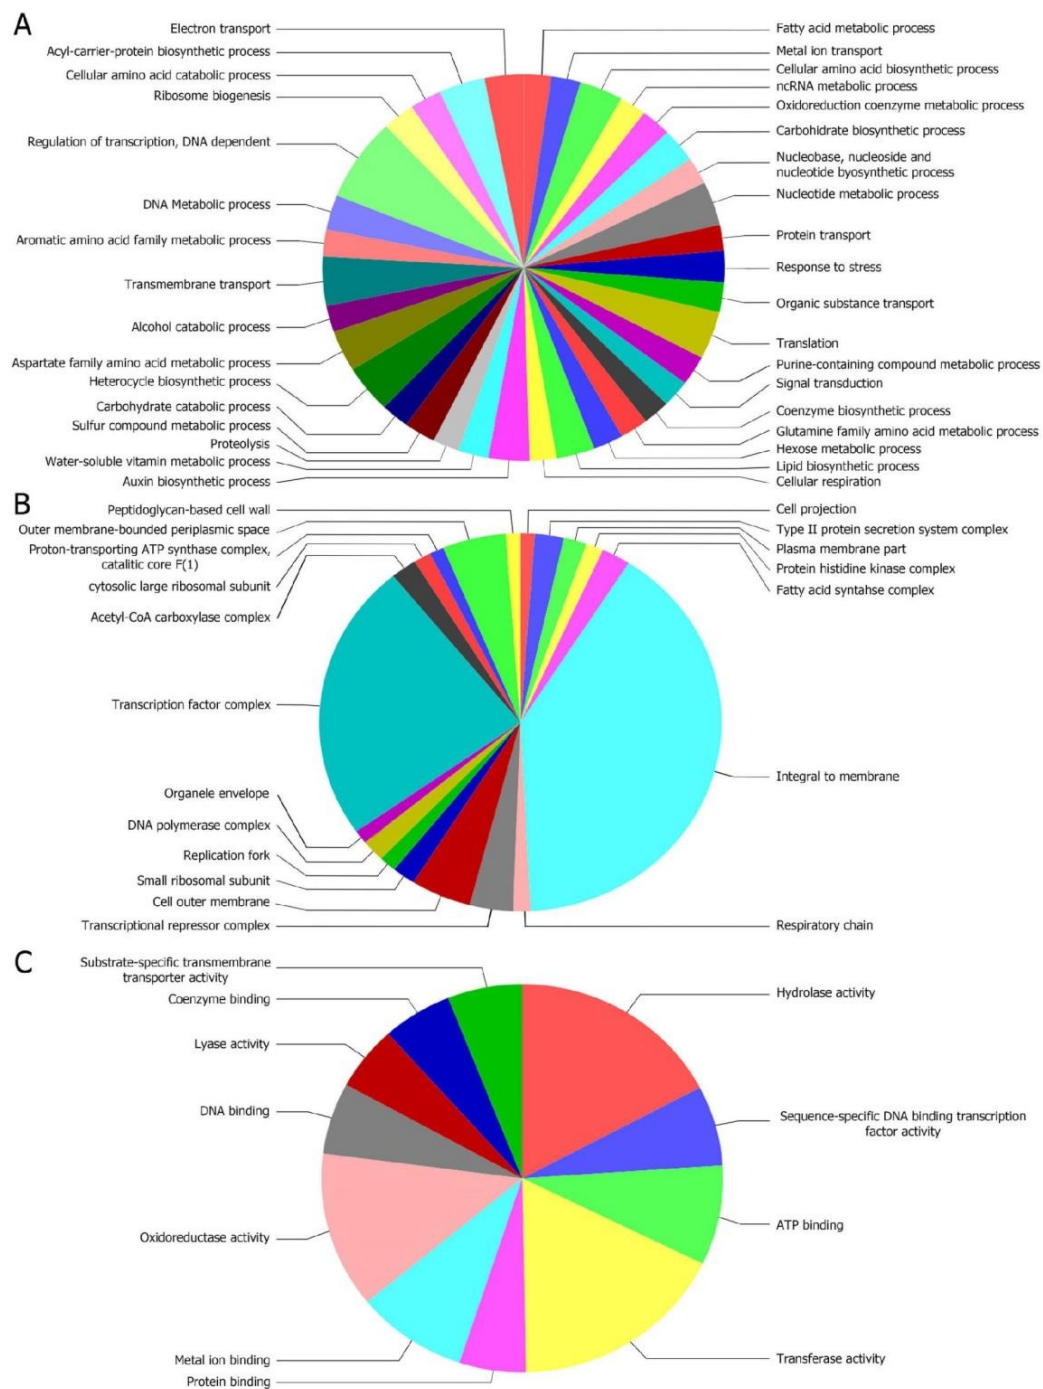 A
Electron transport
Acyl-carrier-protein biosynthetic process
Cellular amino acid catabolic process
Ribosome biogenesis
Regulation of transcription, DNA dependent
DNA Metabolic process
Aromatic amino acid family metabolic process
Transmembrane transport
Alcohol catabolic process
Aspartate family amino acid metabolic process
Heterocycle biosynthetic process
Carbohydrate catabolic process
Sulfur compound metabolic process
Proteolysis
Water-soluble vitamin metabolic process
Auxin biosynthetic process
Fatty acid metabolic process
Metal ion transport
Cellular amino acid biosynthetic process
ncRNA metabolic process
Oxidoreduction coenzyme metabolic process
Carbohidrate biosynthetic process
Nucleobase, nucleoside and
nucleotide byosynthetic process
Nucleotide metabolic process
Protein transport
Response to stress
Organic substance transport
Translation
Purine-containing compound metabolic process
Signal transduction
Coenzyme biosynthetic process
Glutamine family amino acid metabolic process
Hexose metabolic process
Lipid biosynthetic process
Cellular respiration
B
Peptidoglycan-based cell wall
Outer membrane-bounded periplasmic space
Proton-transporting ATP synthase complex,
catalitic core F(1)
cytosolic large ribosomal subunit
Acetyl-CoA carboxylase complex
Transcription factor complex
Organele envelope
DNA polymerase complex
Replication fork
Small ribosomal subunit
Cell outer membrane
Transcriptional repressor complex
Cell projection
Type II protein secretion system complex
Plasma membrane part
Protein histidine kinase complex
Fatty acid syntahse complex
Integral to membrane
Respiratory chain
C
Substrate-specific transmembrane
transporter activity
Coenzyme binding
Lyase activity
DNA binding
Oxidoreductase activity
Metal ion binding
Protein binding
Hydrolase activity
Sequence-specific DNA binding transcription
factor activity
ATP binding
Transferase activity